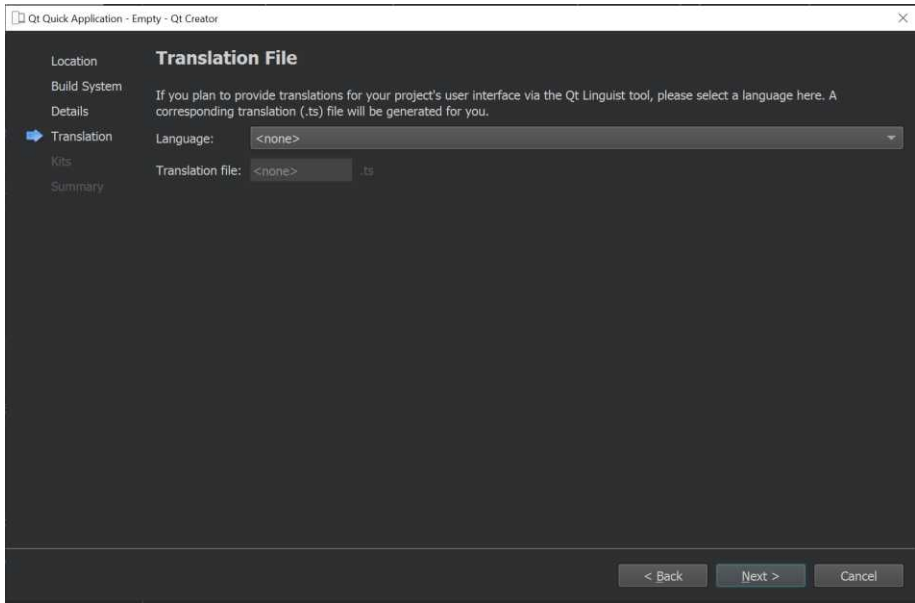 Qt Quick Application - Empty - Qt Creator
Location
Build System
Details
Translation
Kits
Summary
Translation File
If you plan to provide translations for your project's user interface via the Qt Linguist tool, please select a language here. A
corresponding translation (.ts) file will be generated for you.
Language: <none>
Translation file: <none> .ts
< Back Next > Cancel